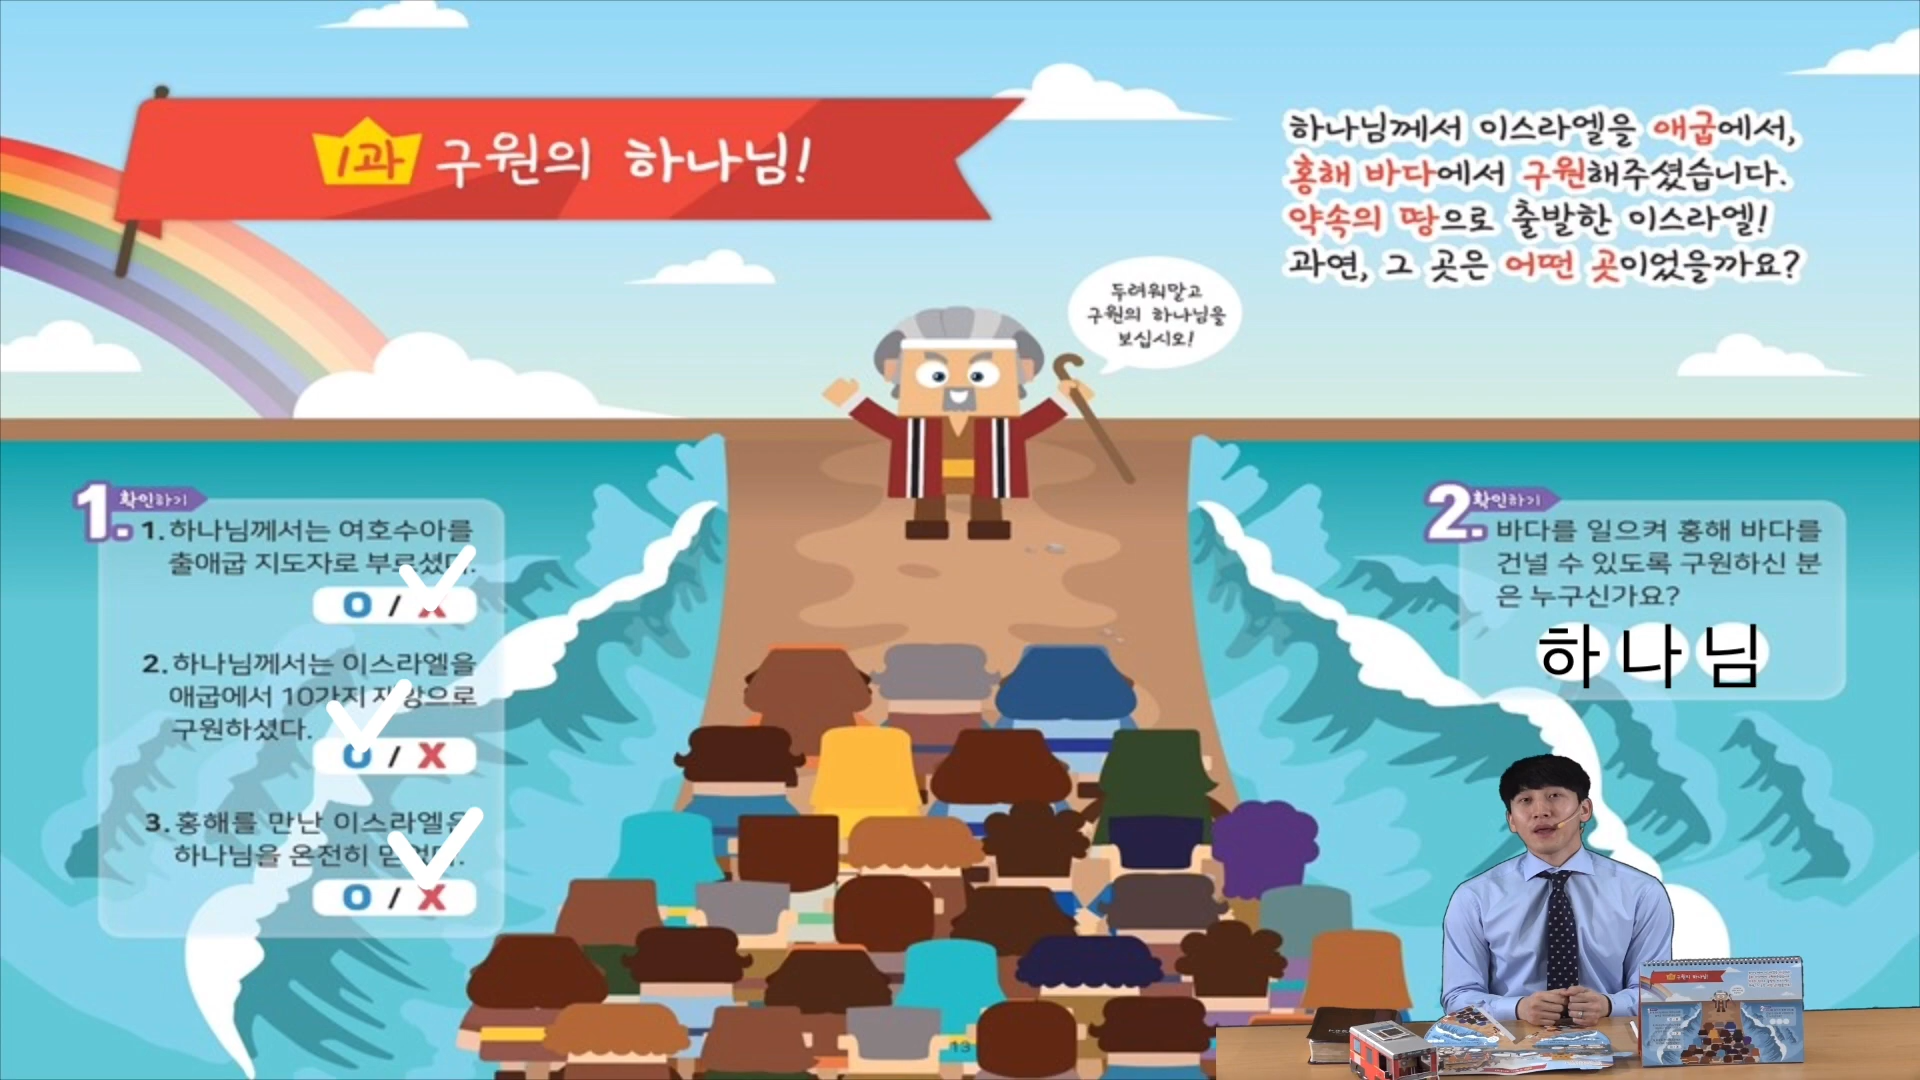 1과 구원의 하나님!
하나님께서 이스라엘을 애굽에서,
홍해 바다에서 구원해주셨습니다.
약속의 땅으로 출발한 이스라엘!
과연, 그 곳은 어떤 곳이었을까요?
두려워말고
구원의 하나님을
보십시오!
1. 확인하기
1. 하나님께서는 여호수아를
출애굽 지도자로 부르셨다.
O / X
2. 하나님께서는 이스라엘을
애굽에서 10가지 재앙으로
구원하셨다.
O / X
3. 홍해를 만난 이스라엘은
하나님을 온전히 믿었다.
O / X
2. 확인하기
바다를 일으켜 홍해 바다를
건널 수 있도록 구원하신 분
은 누구신가요?
하나님
13
구원의 하나님!